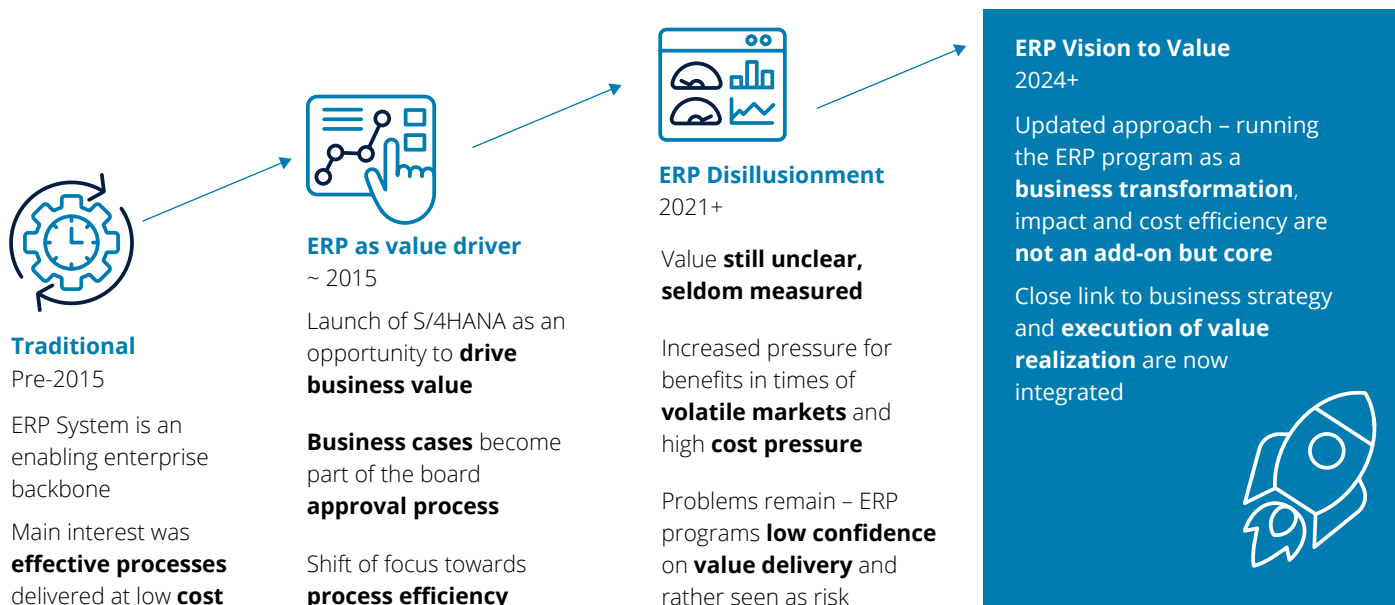 Traditional
Pre-2015
ERP System is an
enabling enterprise
backbone
Main interest was
effective processes
delivered at low cost
ERP as value driver
~ 2015
Launch of S/4HANA as an
opportunity to drive
business value
Business cases become
part of the board
approval process
Shift of focus towards
process efficiency
ERP Disillusionment
2021+
Value still unclear,
seldom measured
Increased pressure for
benefits in times of
volatile markets and
high cost pressure
Problems remain – ERP
programs low confidence
on value delivery and
rather seen as risk
ERP Vision to Value
2024+
Updated approach – running
the ERP program as a
business transformation,
impact and cost efficiency are
not an add-on but core
Close link to business strategy
and execution of value
realization are now
integrated